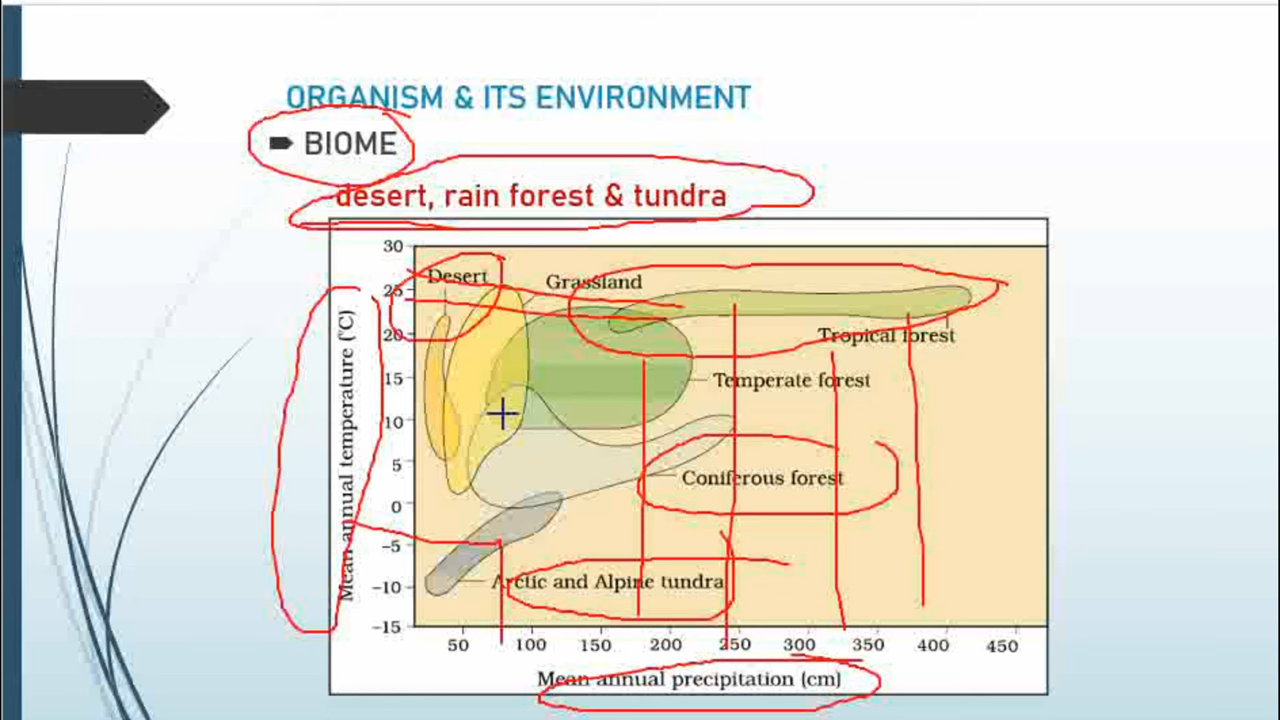 ORGANISM & ITS ENVIRONMENT
BIOME
desert, rain forest & tundra
30
Desert
Grassland
25
20
Tropical forest
15
Temperate forest
10
5
Coniferous forest
0
-5
-10
Arctic and Alpine tundra
-15
Mean annual temperature (°C)
50 100 150 200 250 300 350 400 450
Mean annual precipitation (cm)